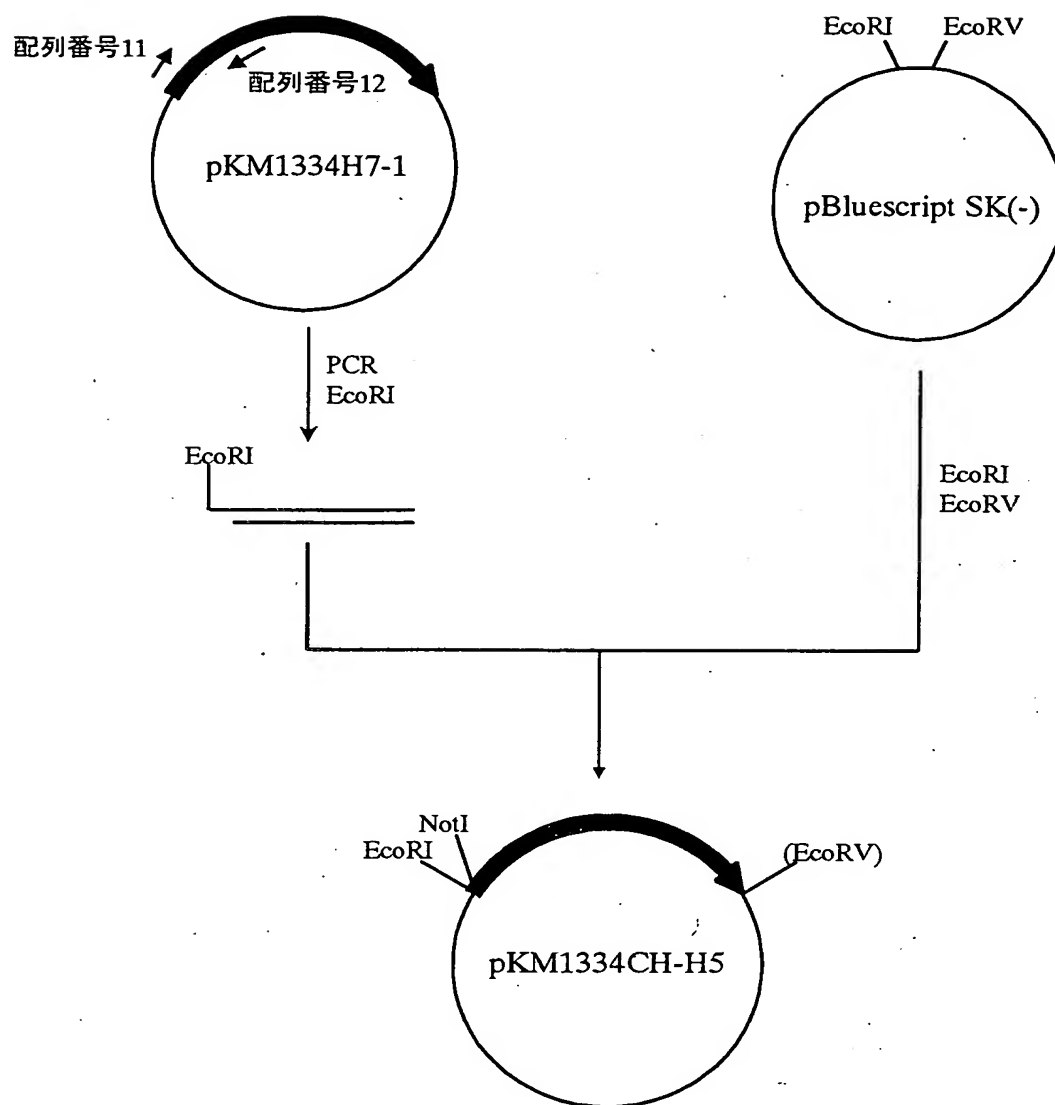 配列番号11
配列番号12
pKM1334H7-1
EcoRI
EcoRV
pBluescript SK(-)
PCR
EcoRI
EcoRI
EcoRI
EcoRV
NotI
EcoRI
(EcoRV)
pKM1334CH-H5